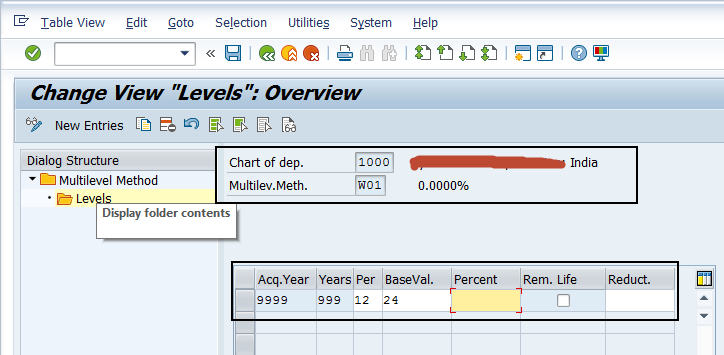 Table View Edit Goto Selection Utilities System Help
Change View "Levels": Overview
New Entries
Dialog Structure
Multilevel Method
Levels
Display folder contents
Chart of dep. 1000 India
Multilev.Meth. W01 0.0000%
Acq.Year Years Per BaseVal. Percent Rem. Life Reduct.
9999 999 12 24